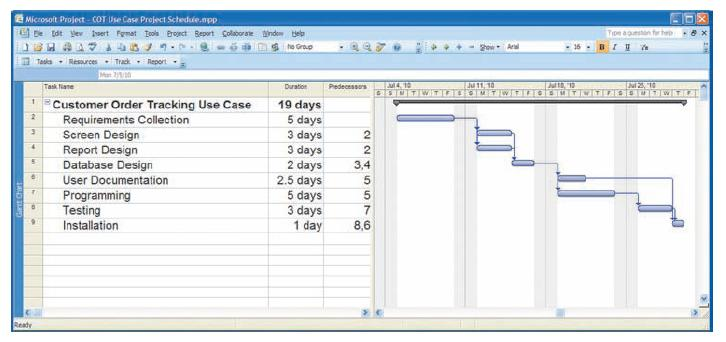 Microsoft Project - COT Use Case Project Schedule.mpp
File Edit View Insert Format Tools Project Report Collaborate Window Help Type a question for help
No Group Show Arial 16 B I U
Tasks Resources Track Report
Mon 7/5/10
Task Name Duration Predecessors Jul 4, '10 Jul 11, '10 Jul 18, '10 Jul 25, '10
S S M T W T F S S M T W T F S S M T W T F S S M T W T F
1 Customer Order Tracking Use Case 19 days
2 Requirements Collection 5 days
3 Screen Design 3 days 2
4 Report Design 3 days 2
5 Database Design 2 days 3,4
6 User Documentation 2.5 days 5
7 Programming 5 days 5
8 Testing 3 days 7
9 Installation 1 day 8,6
Gantt Chart
Ready